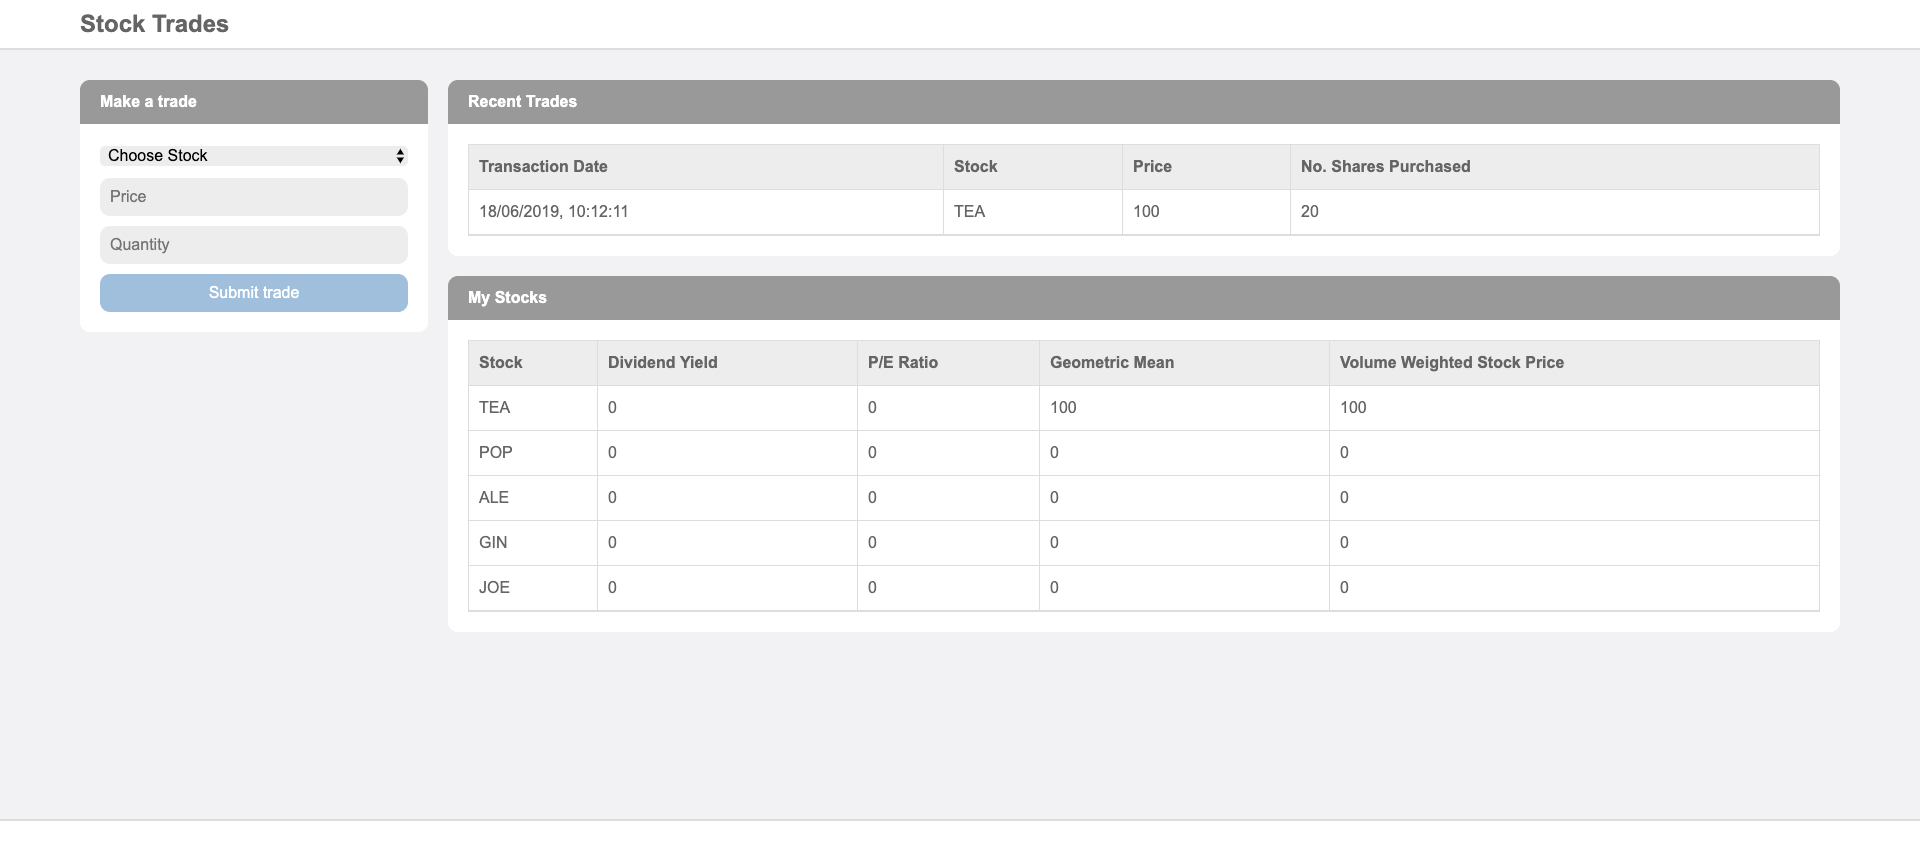 Stock Trades
Make a trade
Choose Stock
Price
Quantity
Submit trade
Recent Trades
Transaction Date Stock Price No. Shares Purchased
18/06/2019, 10:12:11 TEA 100 20
My Stocks
Stock Dividend Yield P/E Ratio Geometric Mean Volume Weighted Stock Price
TEA 0 0 100 100
POP 0 0 0 0
ALE 0 0 0 0
GIN 0 0 0 0
JOE 0 0 0 0